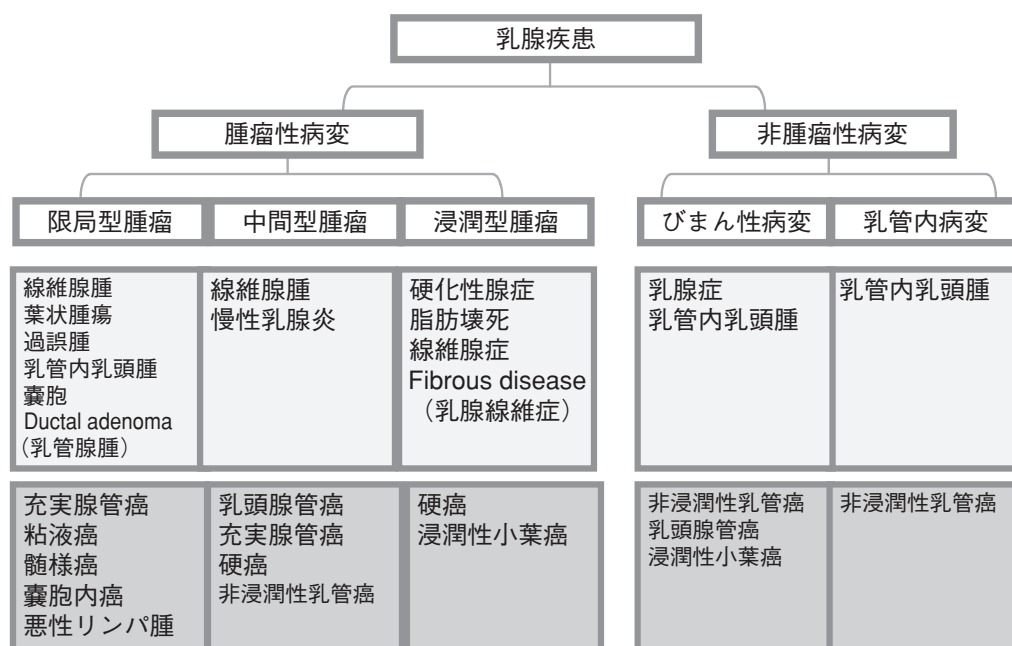 乳腺疾患
腫瘤性病変
非腫瘤性病変
限局型腫瘤
中間型腫瘤
浸潤型腫瘤
びまん性病変
乳管内病変
線維腺腫
葉状腫瘍
過誤腫
乳管内乳頭腫
嚢胞
Ductal adenoma
（乳管腺腫）
線維腺腫
慢性乳腺炎
硬化性腺症
脂肪壊死
線維腺症
Fibrous disease
（乳腺線維症）
乳腺症
乳管内乳頭腫
乳管内乳頭腫
充実腺管癌
粘液癌
髄様癌
嚢胞内癌
悪性リンパ腫
乳頭腺管癌
充実腺管癌
硬癌
非浸潤性乳管癌
硬癌
浸潤性小葉癌
非浸潤性乳管癌
乳頭腺管癌
浸潤性小葉癌
非浸潤性乳管癌